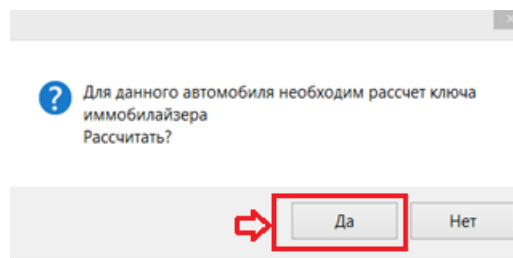 Для данного автомобиля необходим рассчет ключа
иммобилайзера
Рассчитать?
Да
Нет